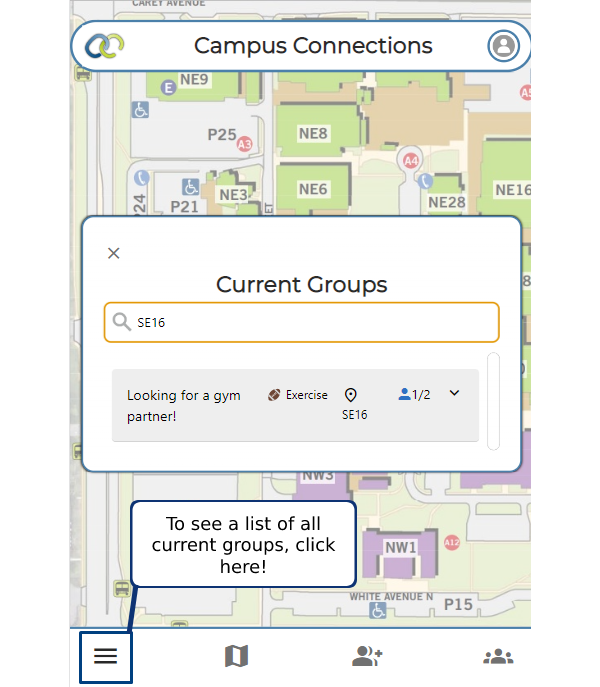 CAREY AVENUE
Campus Connections
NE9
E
P25
A3
NE8
A4
A5
P24
P21
NE3
NE6
NE28
NE16
Current Groups
SE16
Looking for a gym
partner!
Exercise
SE16
1/2
NW3
To see a list of all
current groups, click
here!
NW1
A12
WHITE AVENUE N
P15